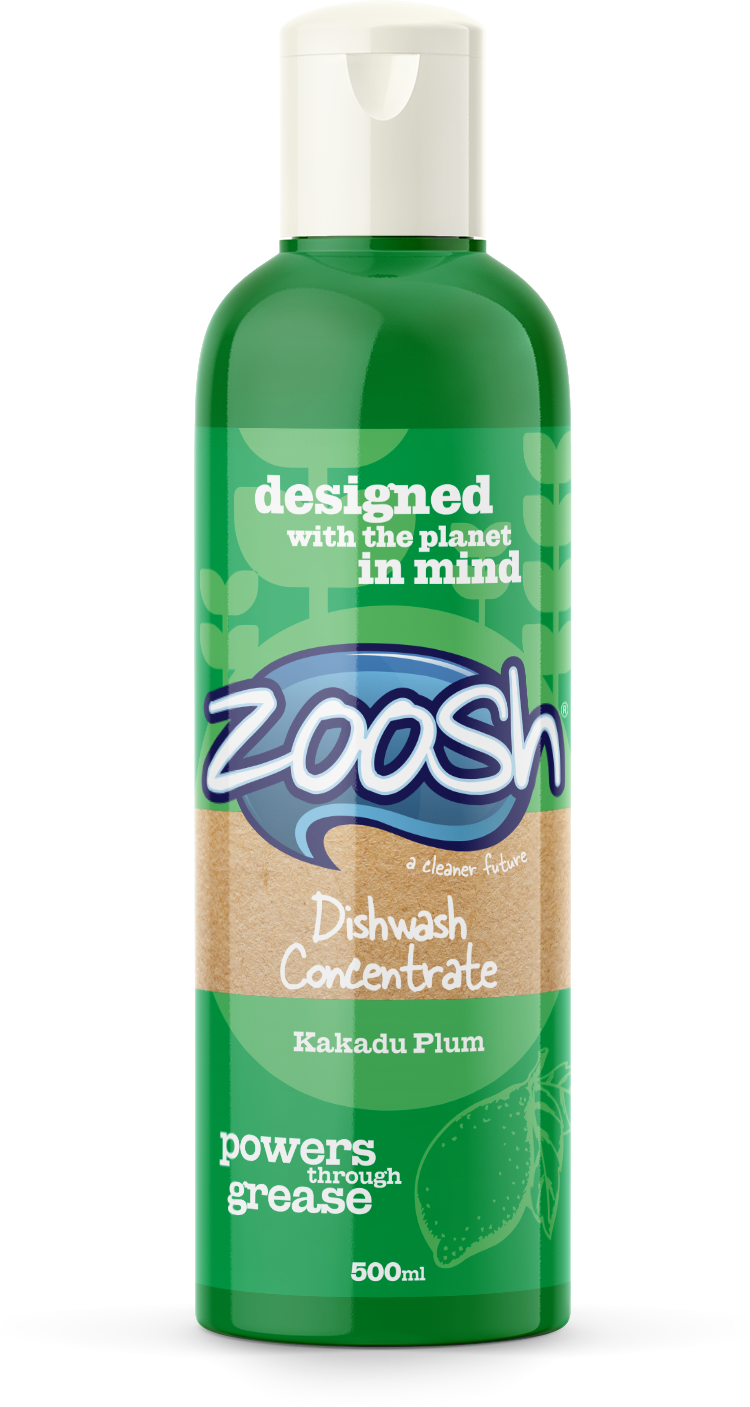 designed
with the planet
in mind
zoosh®
a cleaner future
Dishwash
Concentrate
Kakadu Plum
powers
through
grease
500ml